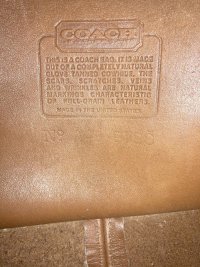 COACH
THIS IS A COACH BAG. IT IS MADE
OUT OF A COMPLETELY NATURAL
GLOVE TANNED COWHIDE. THE
SCARS, SCRATCHES, VEINS
AND WRINKLES ARE NATURAL
MARKINGS CHARACTERISTIC
OF FULL-GRAIN LEATHERS.
MADE IN THE UNITED STATES
Nº